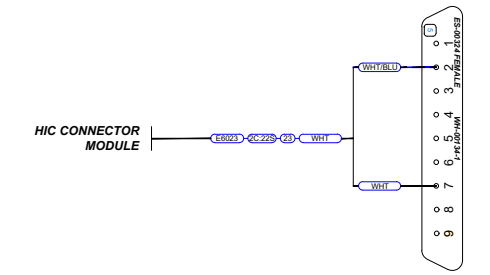 HIC CONNECTOR
MODULE
E6023
2C:22S
23
WHT
WHT/BLU
WHT
S
1
2
3
4
5
6
7
8
9
ES-00324 FEMALE
WH-00134-1